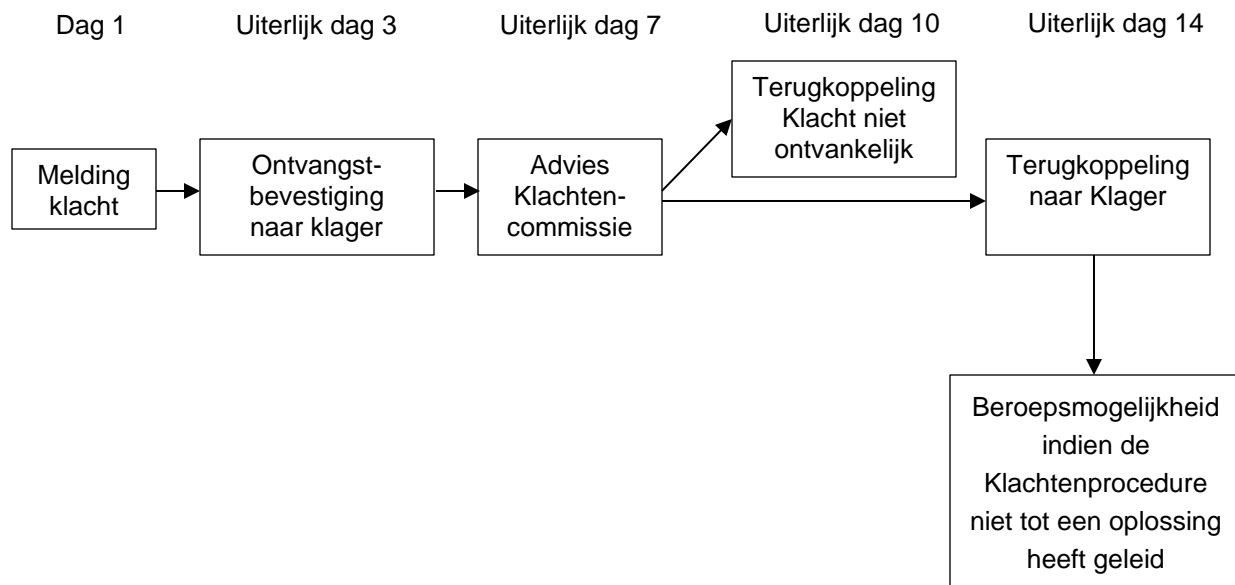 Dag 1
Uiterlijk dag 3
Uiterlijk dag 7
Uiterlijk dag 10
Uiterlijk dag 14
Melding
klacht
Ontvangst-
bevestiging
naar klager
Advies
Klachten-
commissie
Terugkoppeling
Klacht niet
ontvankelijk
Terugkoppeling
naar Klager
Beroepsmogelijkheid
indien de
Klachtenprocedure
niet tot een oplossing
heeft geleid